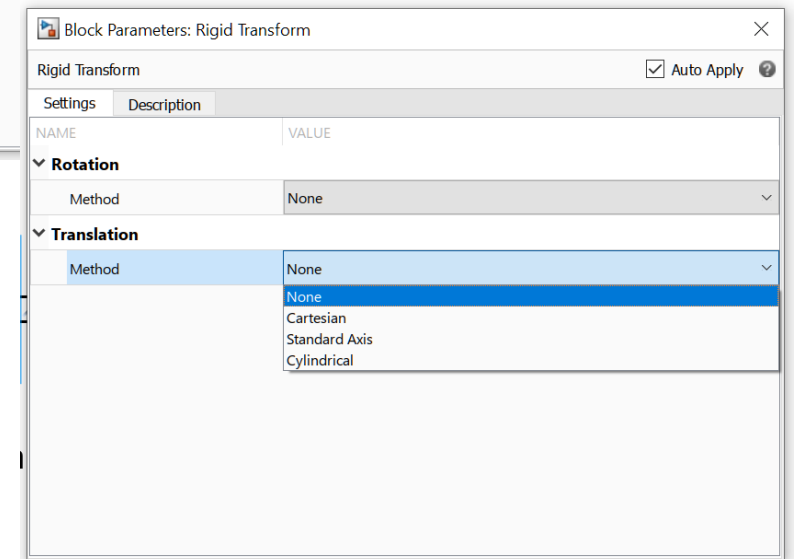 Block Parameters: Rigid Transform
Rigid Transform
Auto Apply
Settings Description
NAME VALUE
Rotation
Method None
Translation
Method None
None
Cartesian
Standard Axis
Cylindrical